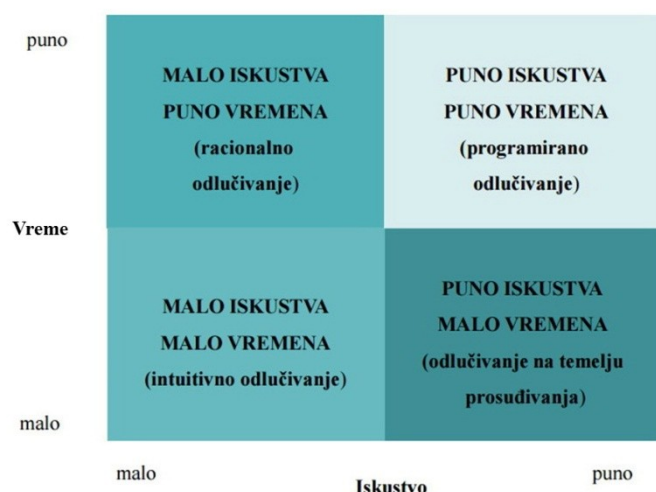 puno
MALO ISKUSTVA
PUNO VREMENA
(racionalno
odlučivanje)
PUNO ISKUSTVA
PUNO VREMENA
(programirano
odlučivanje)
Vreme
MALO ISKUSTVA
MALO VREMENA
(intuitivno odlučivanje)
PUNO ISKUSTVA
MALO VREMENA
(odlučivanje na temelju
prosuđivanja)
malo
malo
Iskustvo
puno